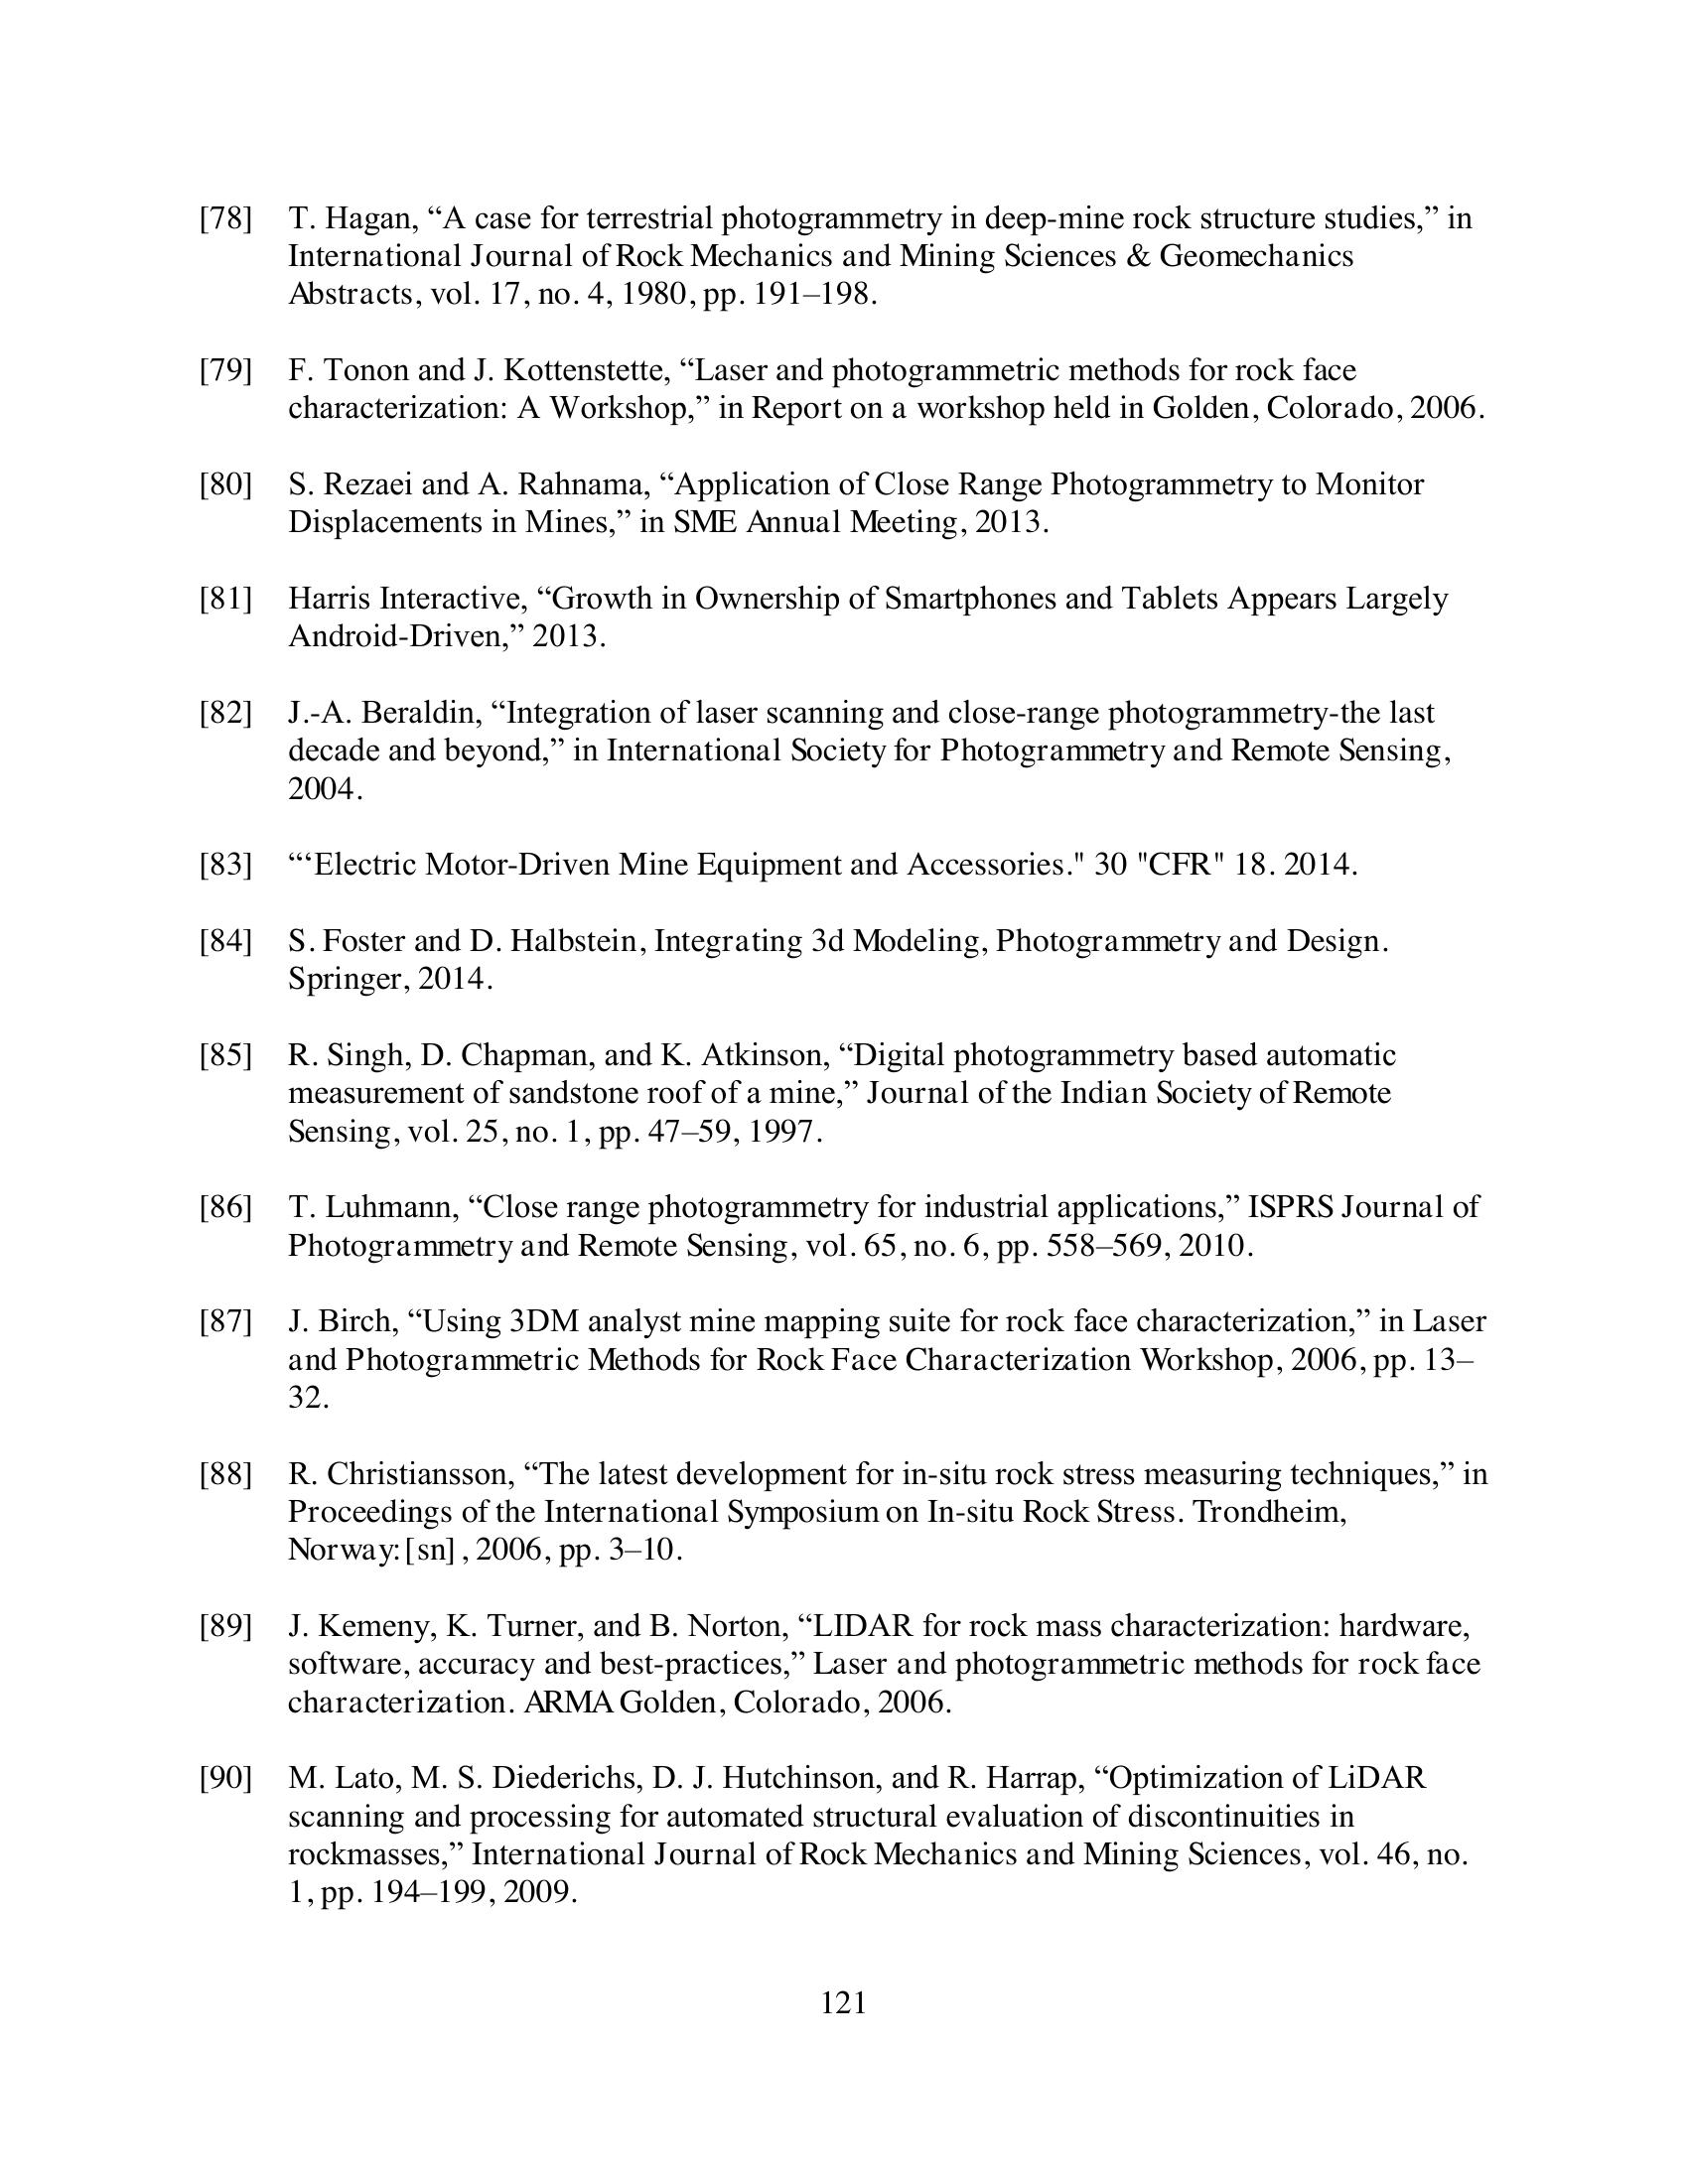 [78] T. Hagan, “A case for terrestrial photogrammetry in deep-mine rock structure studies,” in
International Journal of Rock Mechanics and Mining Sciences & Geomechanics
Abstracts, vol. 17, no. 4, 1980, pp. 191–198.
[79] F. Tonon and J. Kottenstette, “Laser and photogrammetric methods for rock face
characterization: A Workshop,” in Report on a workshop held in Golden, Colorado, 2006.
[80] S. Rezaei and A. Rahnama, “Application of Close Range Photogrammetry to Monitor
Displacements in Mines,” in SME Annual Meeting, 2013.
[81] Harris Interactive, “Growth in Ownership of Smartphones and Tablets Appears Largely
Android-Driven,” 2013.
[82] J.-A. Beraldin, “Integration of laser scanning and close-range photogrammetry-the last
decade and beyond,” in International Society for Photogrammetry and Remote Sensing,
2004.
[83] “‘Electric Motor-Driven Mine Equipment and Accessories." 30 "CFR" 18. 2014.
[84] S. Foster and D. Halbstein, Integrating 3d Modeling, Photogrammetry and Design.
Springer, 2014.
[85] R. Singh, D. Chapman, and K. Atkinson, “Digital photogrammetry based automatic
measurement of sandstone roof of a mine,” Journal of the Indian Society of Remote
Sensing, vol. 25, no. 1, pp. 47–59, 1997.
[86] T. Luhmann, “Close range photogrammetry for industrial applications,” ISPRS Journal of
Photogrammetry and Remote Sensing, vol. 65, no. 6, pp. 558–569, 2010.
[87] J. Birch, “Using 3DM analyst mine mapping suite for rock face characterization,” in Laser
and Photogrammetric Methods for Rock Face Characterization Workshop, 2006, pp. 13–
32.
[88] R. Christiansson, “The latest development for in-situ rock stress measuring techniques,” in
Proceedings of the International Symposium on In-situ Rock Stress. Trondheim,
Norway:[sn] , 2006, pp. 3–10.
[89] J. Kemeny, K. Turner, and B. Norton, “LIDAR for rock mass characterization: hardware,
software, accuracy and best-practices,” Laser and photogrammetric methods for rock face
characterization. ARMA Golden, Colorado, 2006.
[90] M. Lato, M. S. Diederichs, D. J. Hutchinson, and R. Harrap, “Optimization of LiDAR
scanning and processing for automated structural evaluation of discontinuities in
rockmasses,” International Journal of Rock Mechanics and Mining Sciences, vol. 46, no.
1, pp. 194–199, 2009.
121